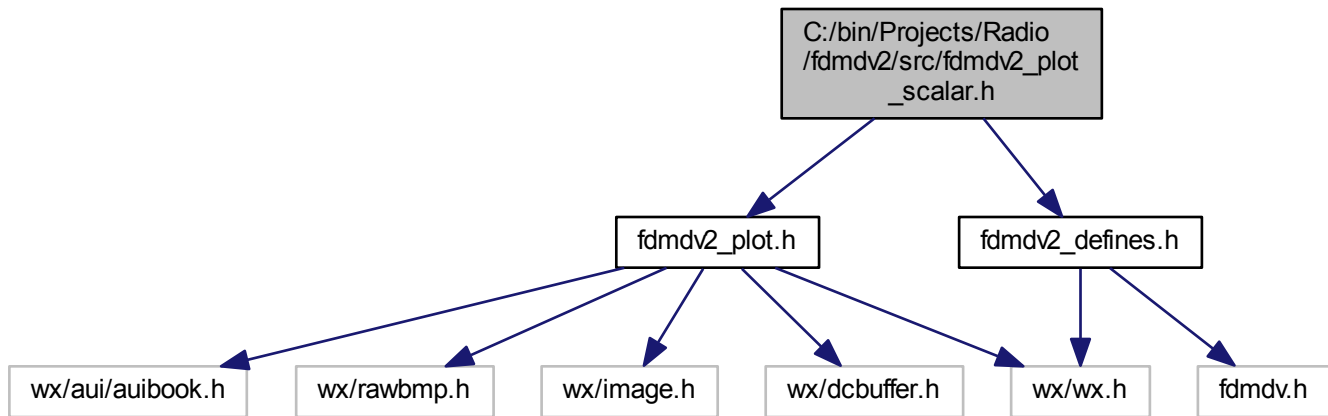 C:/bin/Projects/Radio
/fdmdv2/src/fdmdv2_plot
_scalar.h
fdmdv2_plot.h
fdmdv2_defines.h
wx/aui/auibook.h
wx/rawbmp.h
wx/image.h
wx/dcbuffer.h
wx/wx.h
fdmdv.h